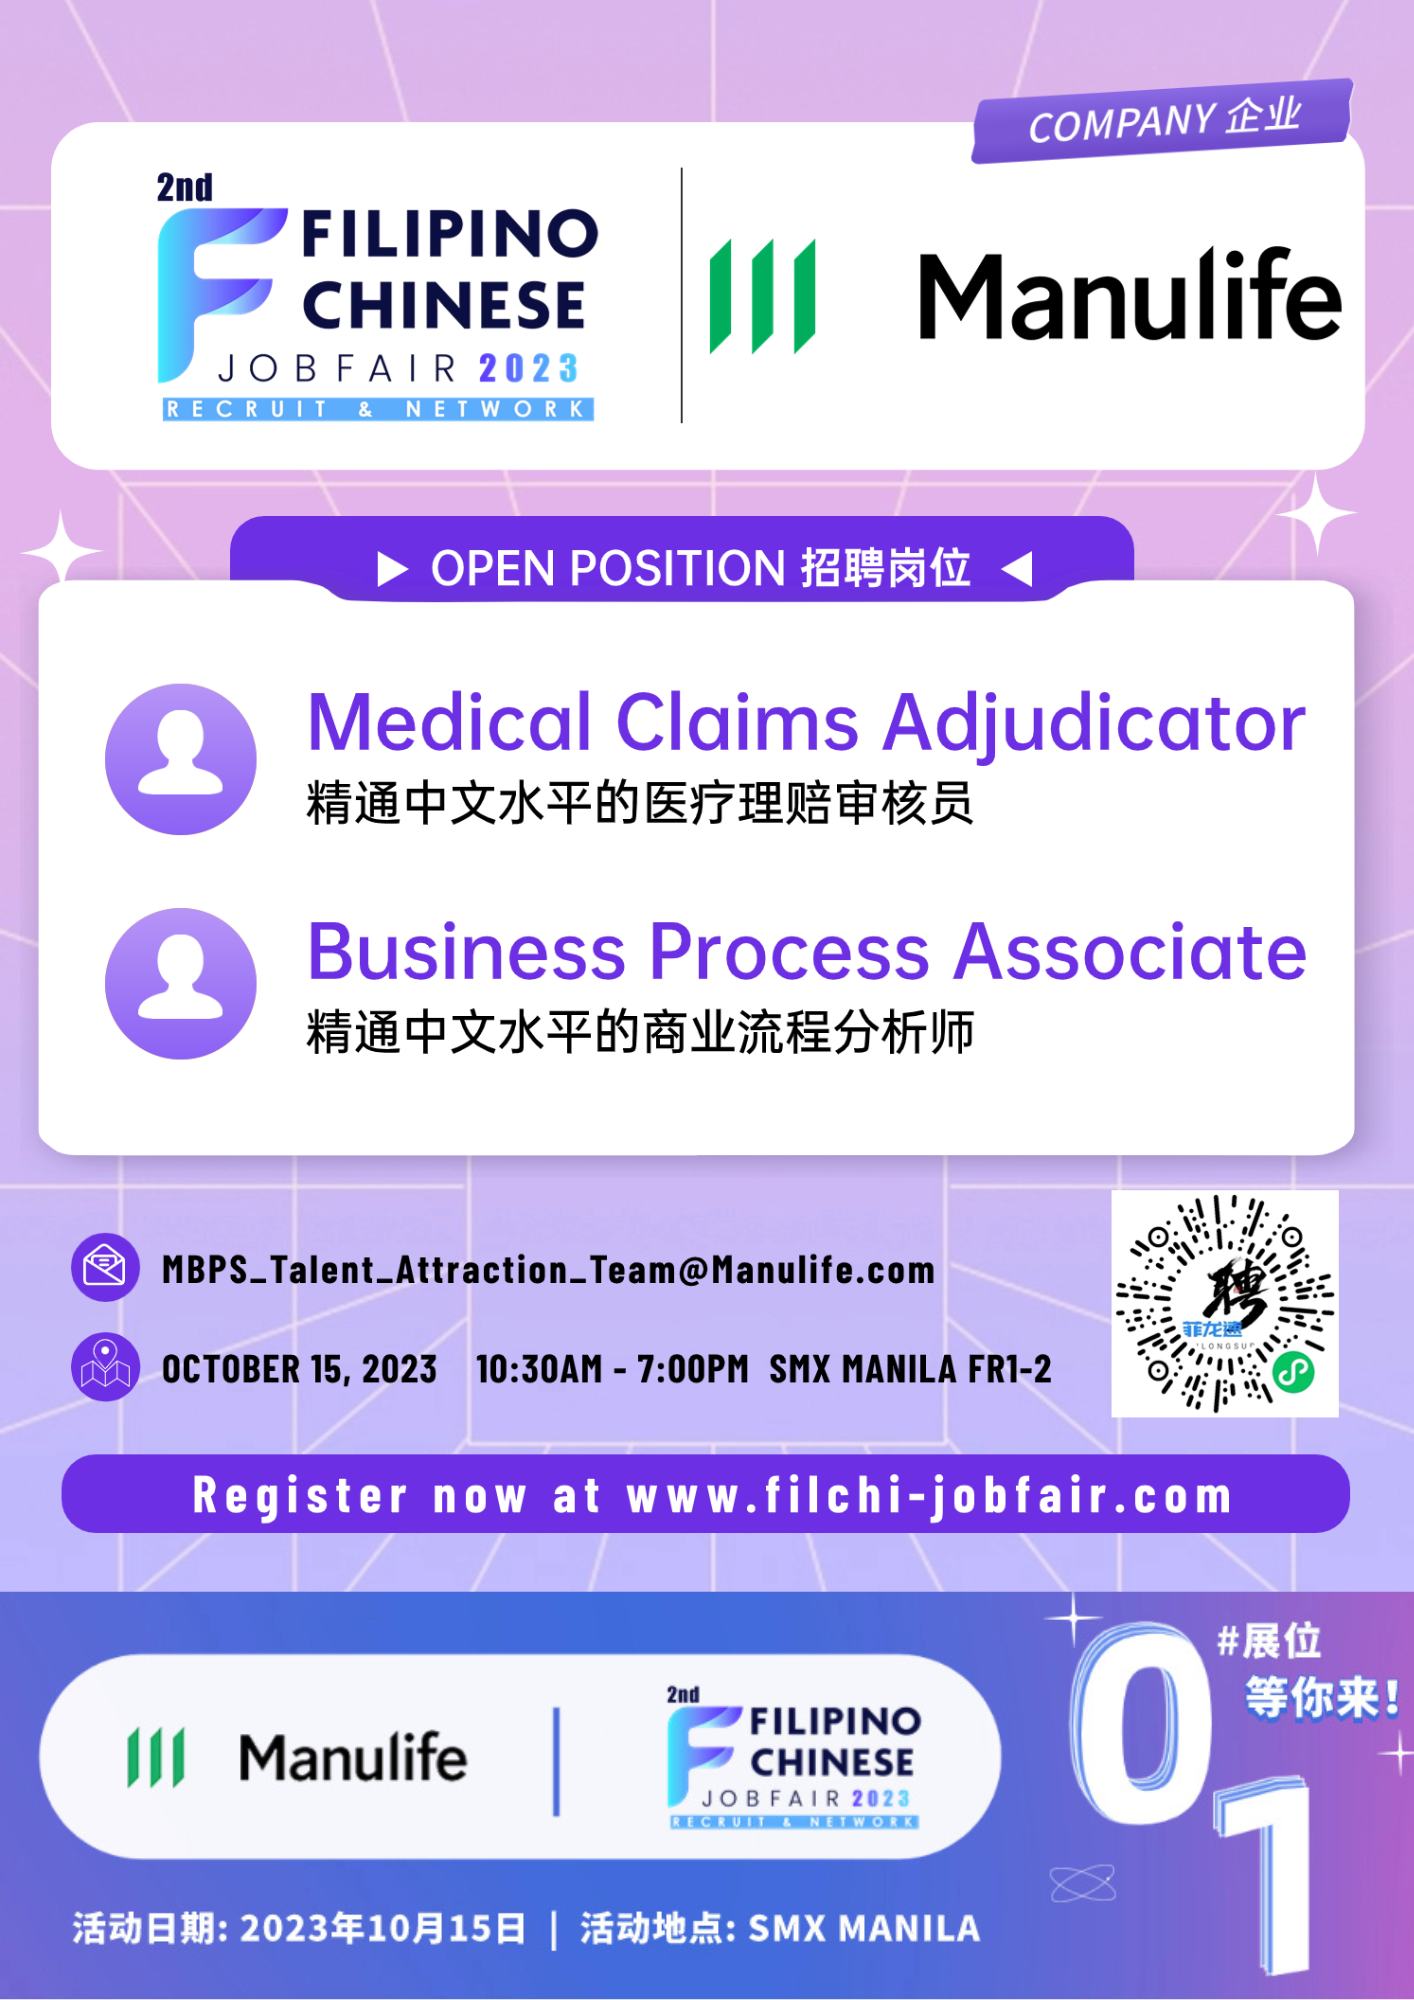 COMPANY 企业
2nd
FILIPINO
CHINESE
JOBFAIR 2023
RECRUIT & NETWORK
Manulife
OPEN POSITION 招聘岗位
Medical Claims Adjudicator
精通中文水平的医疗理赔审核员
Business Process Associate
精通中文水平的商业流程分析师
MBPS_Talent_Attraction_Team@Manulife.com
OCTOBER 15, 2023 10:30AM - 7:00PM SMX MANILA FR1-2
聘
菲龙速
Register now at www.filchi-jobfair.com
Manulife
2nd
FILIPINO
CHINESE
JOBFAIR 2023
RECRUIT & NETWORK
01
#展位
等你来!
活动日期: 2023年10月15日 | 活动地点: SMX MANILA